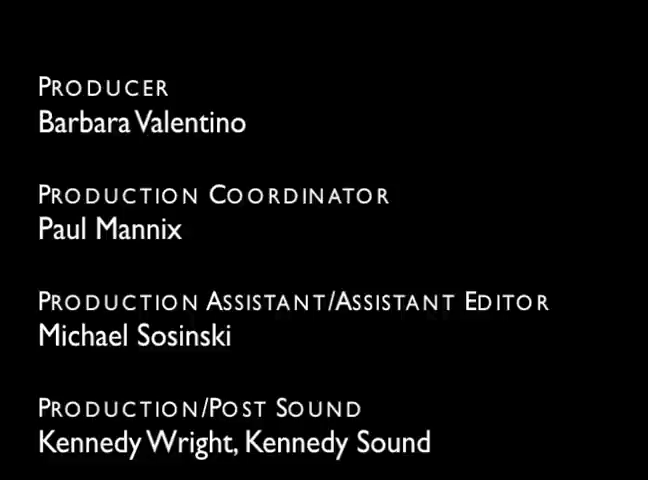 PRODUCER
Barbara Valentino
PRODUCTION COORDINATOR
Paul Mannix
PRODUCTION ASSISTANT/ASSISTANT EDITOR
Michael Sosinski
PRODUCTION/POST SOUND
Kennedy Wright, Kennedy Sound